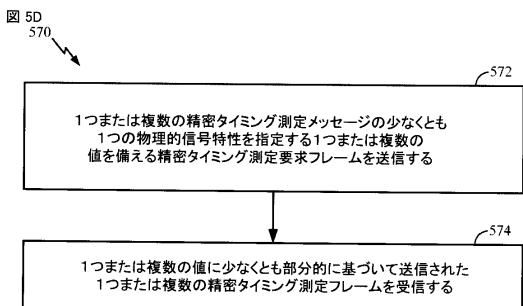 図 5D
570
572
1つまたは複数の精密タイミング測定メッセージの少なくとも
1つの物理的信号特性を指定する1つまたは複数の
値を備える精密タイミング測定要求フレームを送信する
574
1つまたは複数の値に少なくとも部分的に基づいて送信された
1つまたは複数の精密タイミング測定フレームを受信する